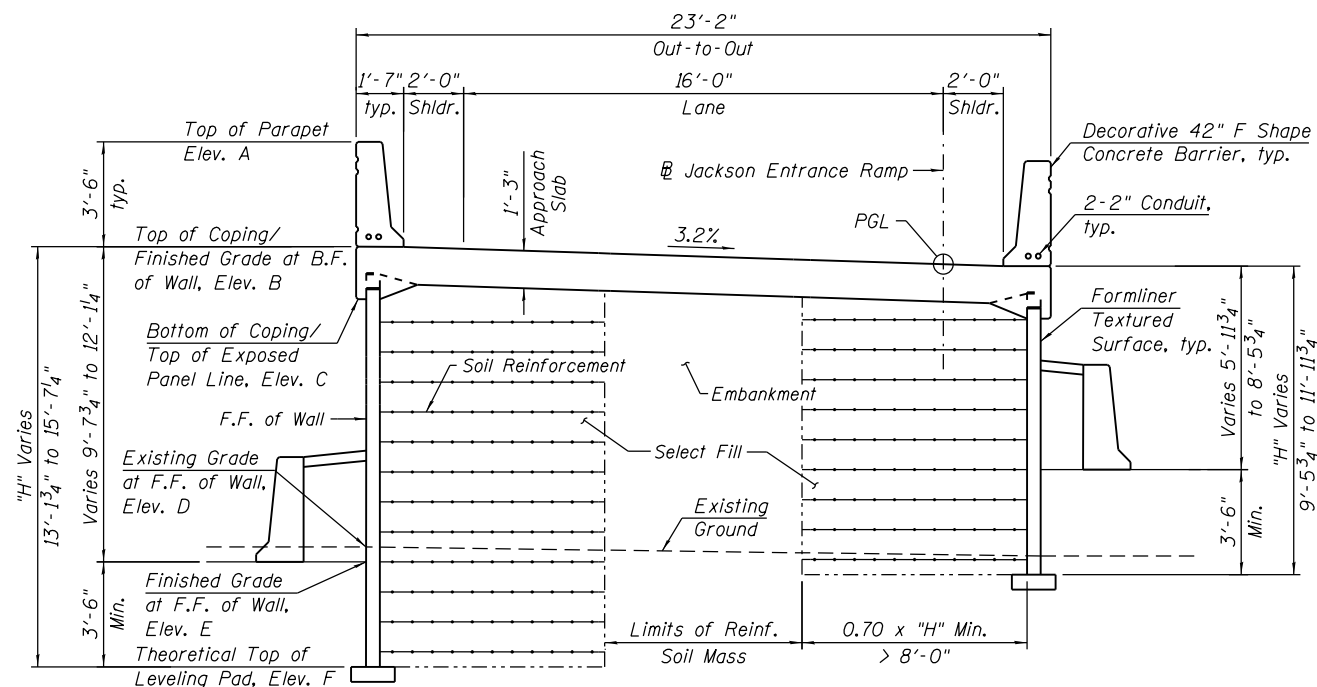 23'-2"
Out-to-Out
1'-7" 2'-0" 16'-0" 2'-0"
typ. Shldr. Lane Shldr.
Top of Parapet
Elev. A
Decorative 42" F Shape
Concrete Barrier, typ.
3'-6"
typ.
1'-3"
Approach
Slab
℄ Jackson Entrance Ramp
2-2" Conduit,
typ.
PGL
3.2%
Top of Coping/
Finished Grade at B.F.
of Wall, Elev. B
Formliner
Textured
Surface, typ.
Bottom of Coping/
Top of Exposed
Panel Line, Elev. C
Soil Reinforcement
Embankment
"H" Varies
13'-1¾" to 15'-7¼"
Varies 9'-7¾" to 12'-1¼"
Varies 5'-11¾"
to 8'-5¾"
"H" Varies
9'-5¾" to 11'-11¾"
F.F. of Wall
Select Fill
Existing Grade
at F.F. of Wall,
Elev. D
Existing
Ground
3'-6"
Min.
Finished Grade
at F.F. of Wall,
Elev. E
3'-6"
Min.
Limits of Reinf.
Soil Mass
0.70 x "H" Min.
> 8'-0"
Theoretical Top of
Leveling Pad, Elev. F